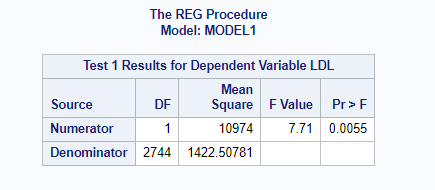 The REG Procedure
Model: MODEL1
Test 1 Results for Dependent Variable LDL
Source DF Mean Square F Value Pr > F
Numerator 1 10974 7.71 0.0055
Denominator 2744 1422.50781